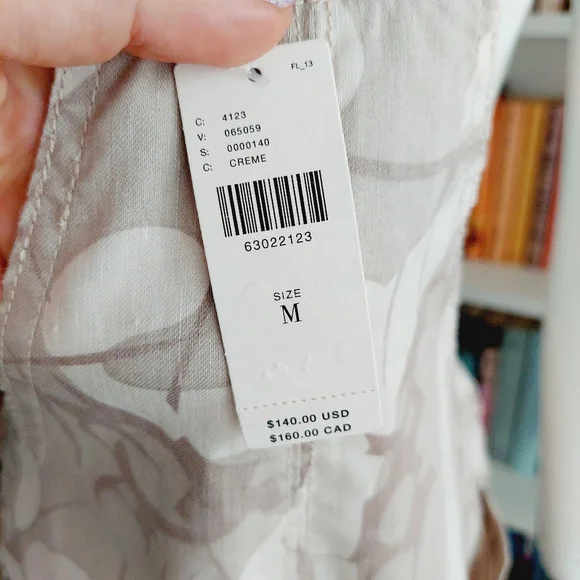 FL_13
C: 4123
V: 065059
S: 0000140
C: CREME
63022123
SIZE
M
$140.00 USD
$160.00 CAD